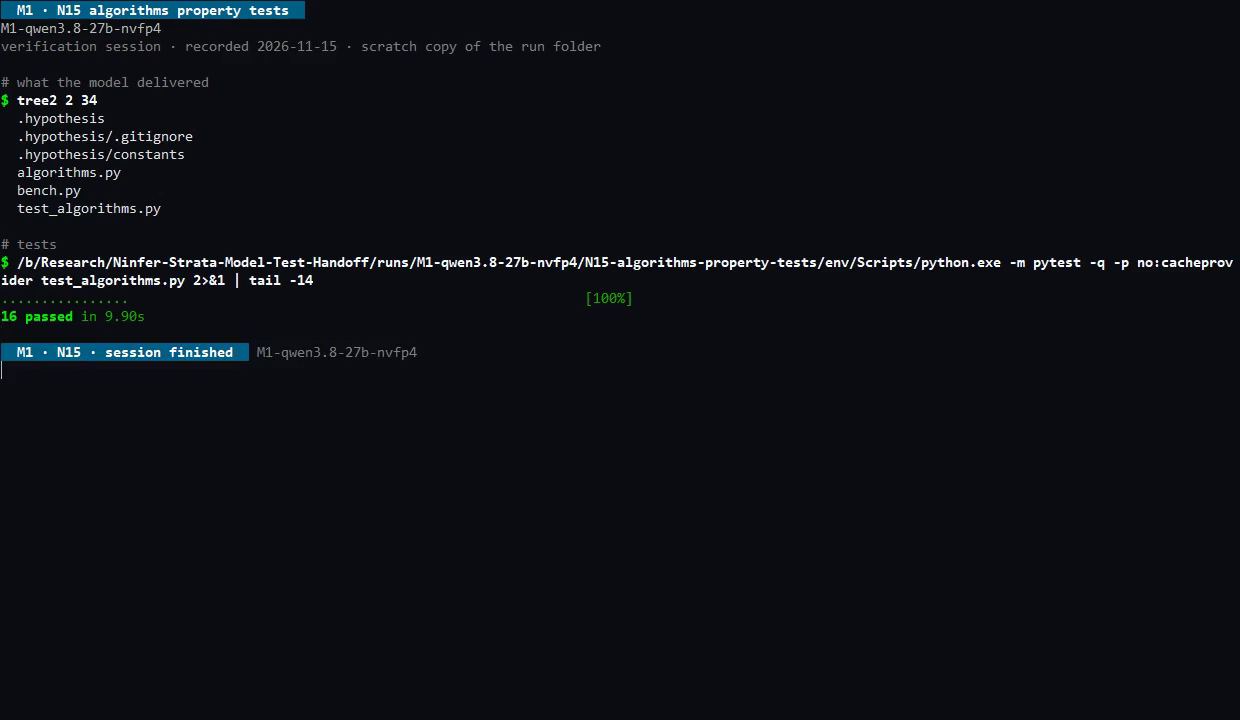 M1 · N15 algorithms property tests
M1-qwen3.8-27b-nvfp4
verification session · recorded 2026-11-15 · scratch copy of the run folder
# what the model delivered
$ tree2 2 34
.hypothesis
.hypothesis/.gitignore
.hypothesis/constants
algorithms.py
bench.py
test_algorithms.py
# tests
$ /b/Research/Ninfer-Strata-Model-Test-Handoff/runs/M1-qwen3.8-27b-nvfp4/N15-algorithms-property-tests/env/Scripts/python.exe -m pytest -q -p no:cacheprov
ider test_algorithms.py 2>&1 | tail -14
................ [100%]
16 passed in 9.90s
M1 · N15 · session finished M1-qwen3.8-27b-nvfp4